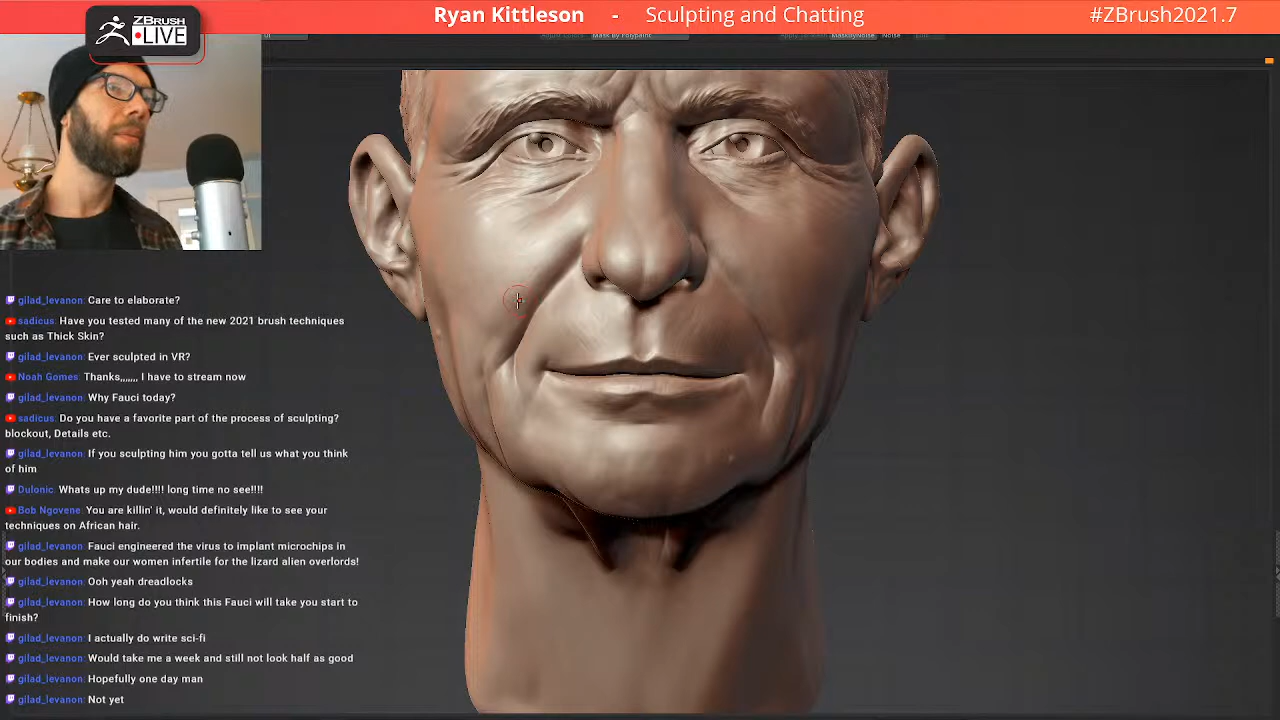 Ryan Kittleson - Sculpting and Chatting #ZBrush2021.7
ZBRUSH
LIVE
Mask By Polypaint
MaskByNoise Noise
gilad_levanon: Care to elaborate?
sadicus: Have you tested many of the new 2021 brush techniques
such as Thick Skin?
gilad_levanon: Ever sculpted in VR?
Noah Gomes: Thanks,,,,,,, I have to stream now
gilad_levanon: Why Fauci today?
sadicus: Do you have a favorite part of the process of sculpting?
blockout, Details etc.
gilad_levanon: If you sculpting him you gotta tell us what you think
of him
Dulonic: Whats up my dude!!!! long time no see!!!!
Bob Ngovene: You are killin' it, would definitely like to see your
techniques on African hair.
gilad_levanon: Fauci engineered the virus to implant microchips in
our bodies and make our women infertile for the lizard alien overlords!
gilad_levanon: Ooh yeah dreadlocks
gilad_levanon: How long do you think this Fauci will take you start to
finish?
gilad_levanon: I actually do write sci-fi
gilad_levanon: Would take me a week and still not look half as good
gilad_levanon: Hopefully one day man
gilad_levanon: Not yet